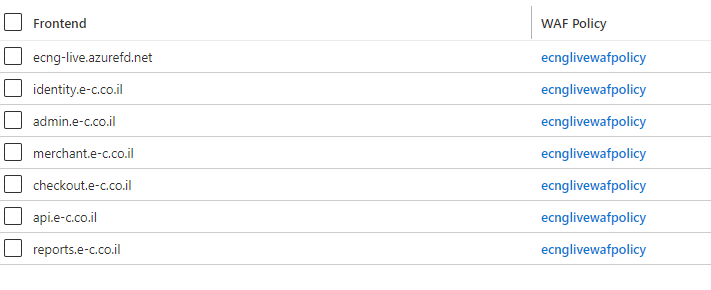 Frontend WAF Policy
ecng-live.azurefd.net ecnglivewafpolicy
identity.e-c.co.il ecnglivewafpolicy
admin.e-c.co.il ecnglivewafpolicy
merchant.e-c.co.il ecnglivewafpolicy
checkout.e-c.co.il ecnglivewafpolicy
api.e-c.co.il ecnglivewafpolicy
reports.e-c.co.il ecnglivewafpolicy